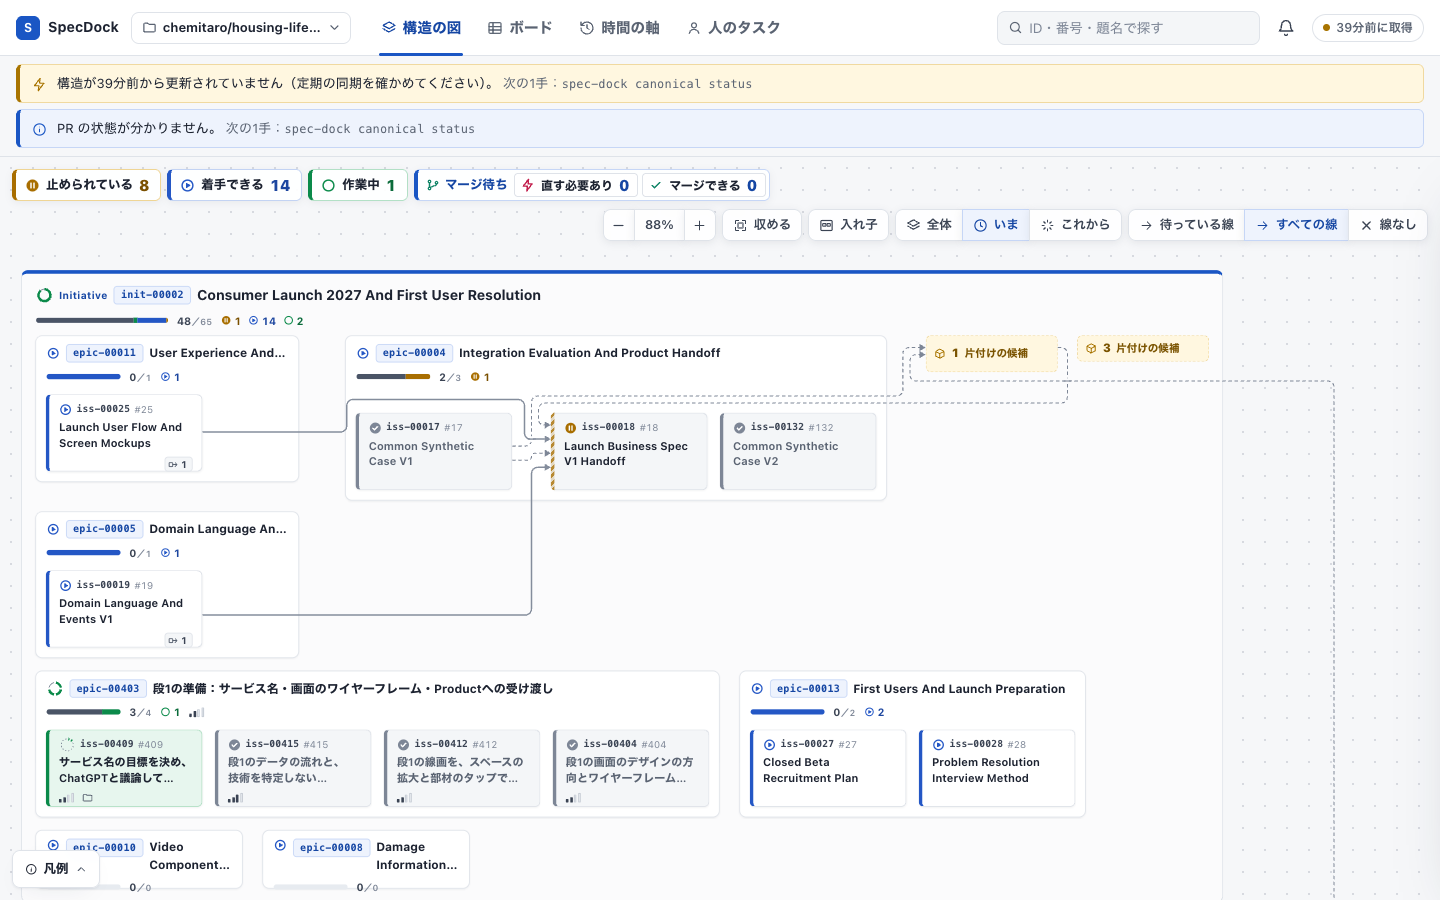 S SpecDock chemitaro/housing-life... 構造の図 ボード 時間の軸 人のタスク ID・番号・題名で探す 39分前に取得
構造が39分前から更新されていません（定期の同期を確かめてください）。 次の1手：spec-dock canonical status
PR の状態が分かりません。 次の1手：spec-dock canonical status
止められている 8 着手できる 14 作業中 1 マージ待ち 直す必要あり 0 マージできる 0
− 88% + 収める 入れ子 全体 いま これから 待っている線 すべての線 線なし
Initiative init-00002 Consumer Launch 2027 And First User Resolution
48/65 1 14 2
epic-00011 User Experience And...
0/1 1
iss-00025 #25
Launch User Flow And
Screen Mockups
1
epic-00004 Integration Evaluation And Product Handoff
2/3 1
iss-00017 #17
Common Synthetic
Case V1
iss-00018 #18
Launch Business Spec
V1 Handoff
iss-00132 #132
Common Synthetic
Case V2
1 片付けの候補
3 片付けの候補
epic-00005 Domain Language An...
0/1 1
iss-00019 #19
Domain Language And
Events V1
1
epic-00403 段1の準備：サービス名・画面のワイヤーフレーム・Productへの受け渡し
3/4 1
iss-00409 #409
サービス名の目標を決め、
ChatGPTと議論して...
iss-00415 #415
段1のデータの流れと、
技術を特定しない...
iss-00412 #412
段1の線画を、スペースの
拡大と部材のタップで...
iss-00404 #404
段1の画面のデザインの方
向とワイヤーフレーム...
epic-00013 First Users And Launch Preparation
0/2 2
iss-00027 #27
Closed Beta
Recruitment Plan
iss-00028 #28
Problem Resolution
Interview Method
epic-00010 Video
Component...
0/0
epic-00008 Damage
Information...
0/0
凡例